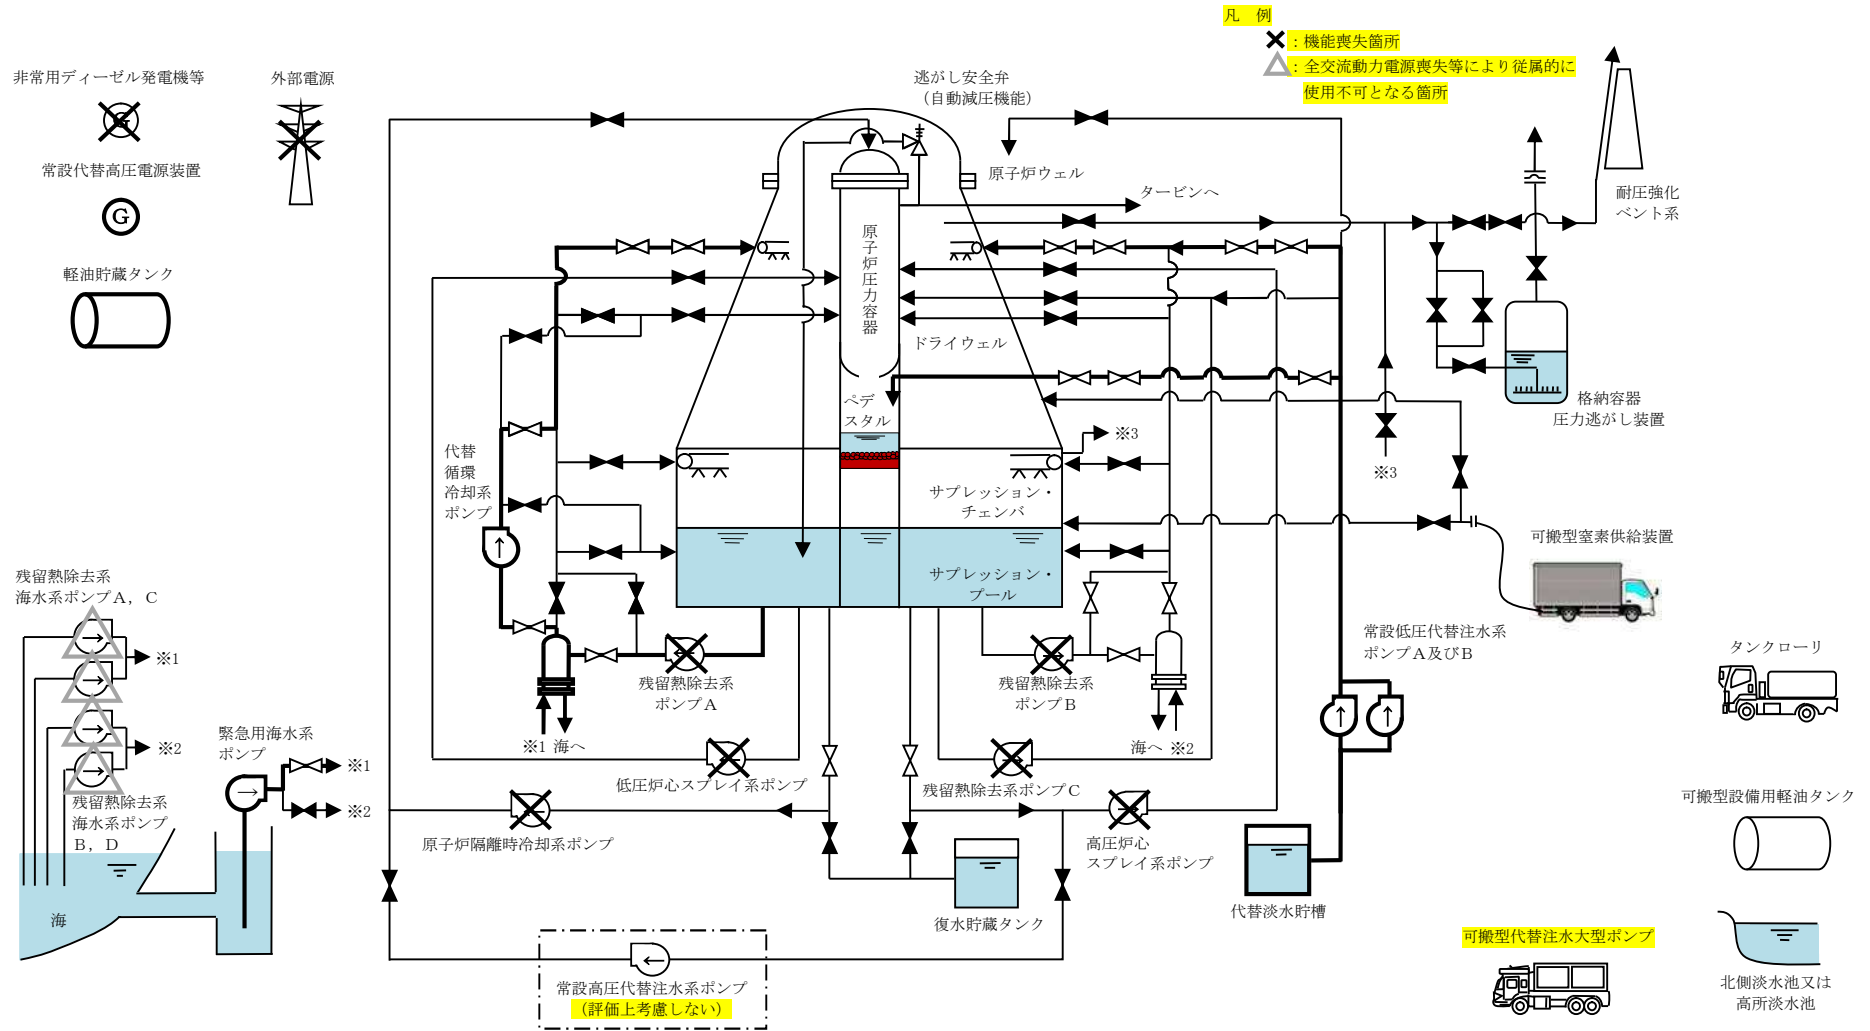 凡 例
：機能喪失箇所
：全交流動力電源喪失等により従属的に
使用不可となる箇所
非常用ディーゼル発電機等
G
外部電源
常設代替高圧電源装置
G
軽油貯蔵タンク
逃がし安全弁
（自動減圧機能）
原子炉ウェル
タービンへ
耐圧強化
ベント系
原子炉圧力容器
ドライウェル
ペデ
スタル
格納容器
圧力逃がし装置
※3
※3
代替
循環
冷却系
ポンプ
サプレッション・
チェンバ
サプレッション・
プール
可搬型窒素供給装置
残留熱除去系
海水系ポンプＡ，Ｃ
※1
※2
残留熱除去系
海水系ポンプ
Ｂ，Ｄ
緊急用海水系
ポンプ
※1
※2
海
残留熱除去系
ポンプＡ
※1 海へ
残留熱除去系
ポンプＢ
海へ ※2
常設低圧代替注水系
ポンプＡ及びＢ
タンクローリ
低圧炉心スプレイ系ポンプ
残留熱除去系ポンプＣ
原子炉隔離時冷却系ポンプ
高圧炉心
スプレイ系ポンプ
可搬型設備用軽油タンク
復水貯蔵タンク
代替淡水貯槽
可搬型代替注水大型ポンプ
北側淡水池又は
高所淡水池
常設高圧代替注水系ポンプ
（評価上考慮しない）